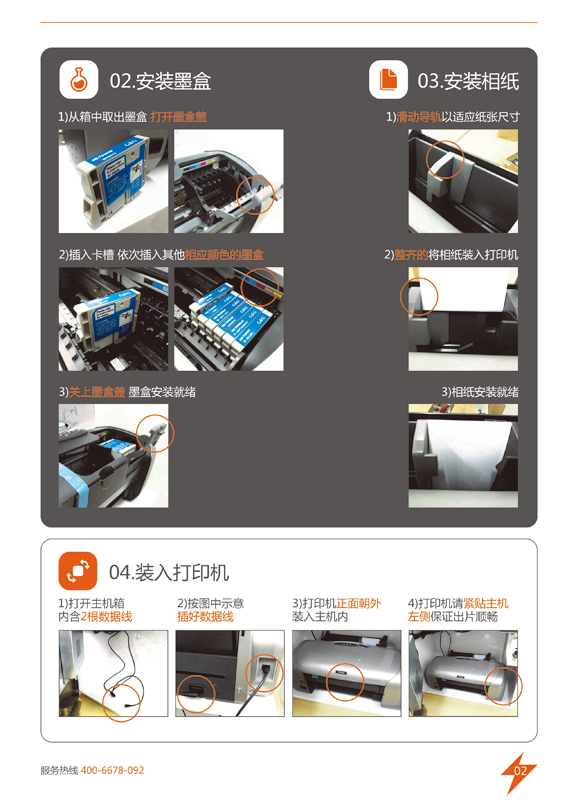 02.安装墨盒
1)从箱中取出墨盒 打开墨盒盖
2)插入卡槽 依次插入其他相应颜色的墨盒
3)关上墨盒盖 墨盒安装就绪
03.安装相纸
1)滑动导轨以适应纸张尺寸
2)整齐的将相纸装入打印机
3)相纸安装就绪
04.装入打印机
1)打开主机箱
内含2根数据线
2)按图中示意
插好数据线
3)打印机正面朝外
装入主机内
4)打印机请紧贴主机
左侧保证出片顺畅
服务热线 400-6678-092
02